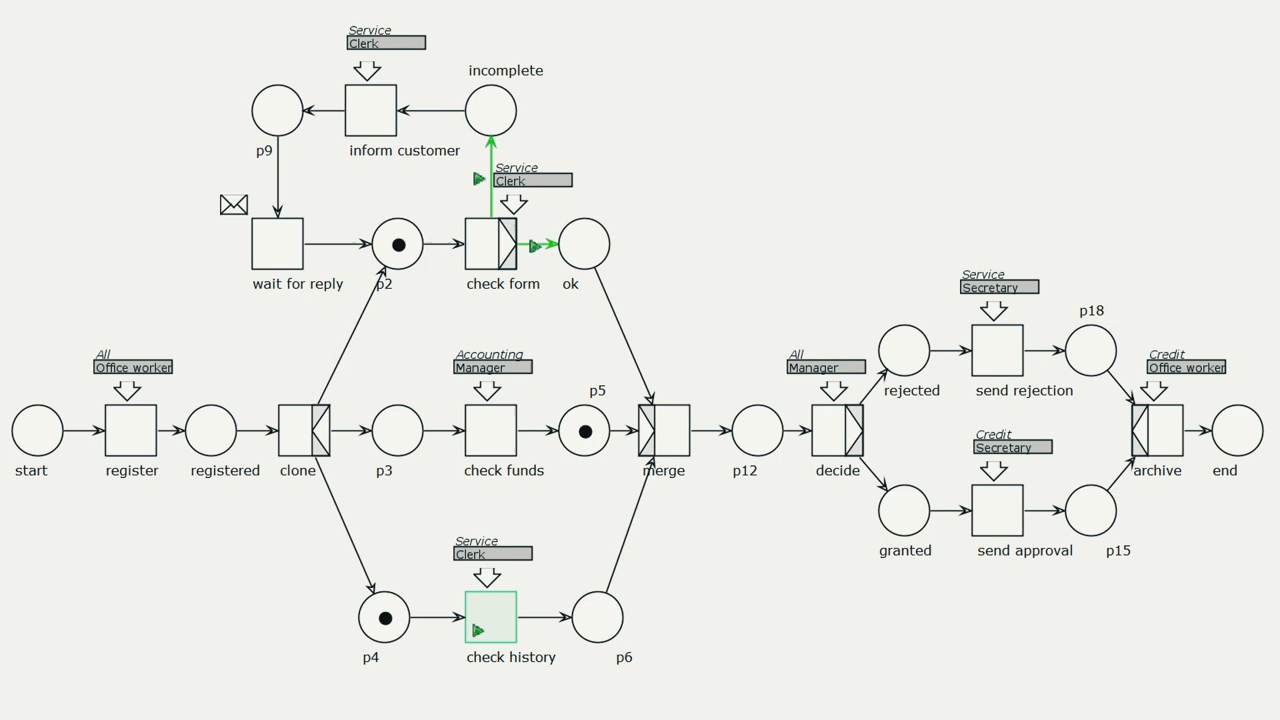 Service
Clerk
incomplete
p9
inform customer
Service
Clerk
wait for reply
p2
check form
ok
Service
Secretary
p18
All
Office worker
Accounting
Manager
p5
All
Manager
rejected
send rejection
Credit
Office worker
start
register
registered
clone
p3
check funds
merge
p12
decide
Credit
Secretary
archive
end
Service
Clerk
granted
send approval
p15
p4
check history
p6